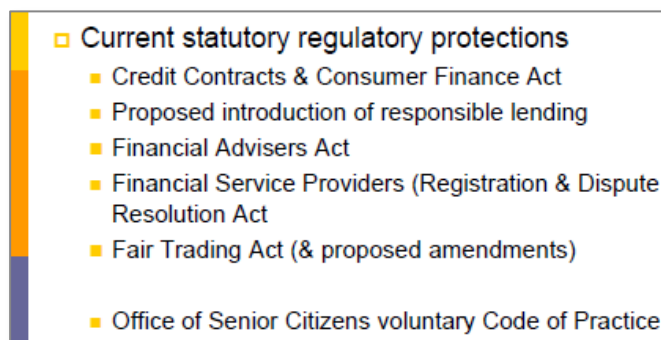 Current statutory regulatory protections
Credit Contracts & Consumer Finance Act
Proposed introduction of responsible lending
Financial Advisers Act
Financial Service Providers (Registration & Dispute
Resolution Act
Fair Trading Act (& proposed amendments)
Office of Senior Citizens voluntary Code of Practice